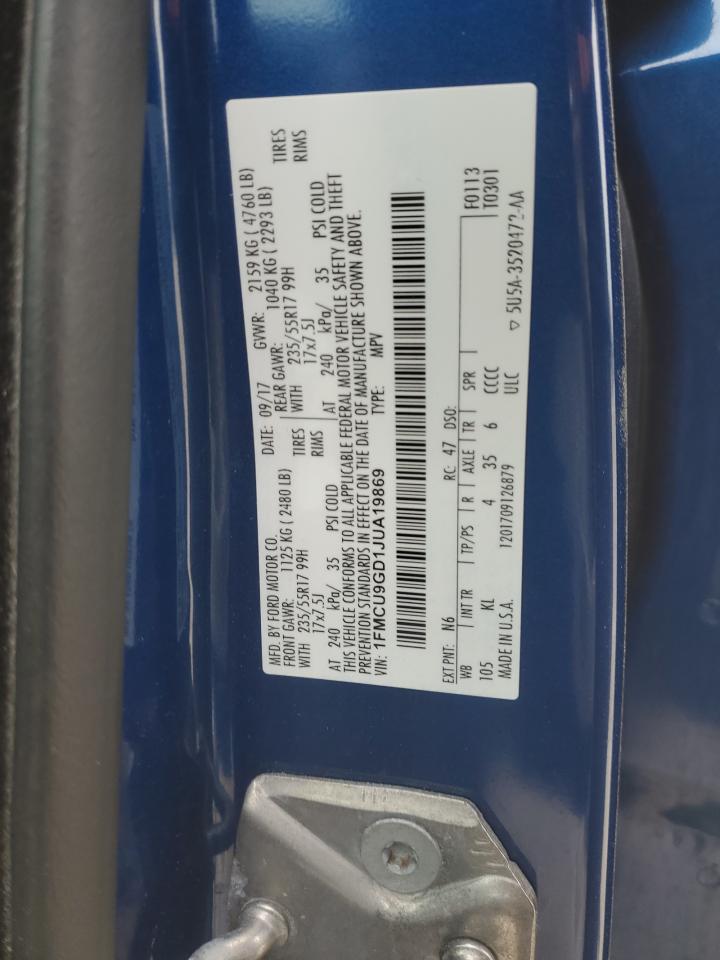 MFD. BY FORD MOTOR CO. DATE: 09/17 GVWR: 2159 KG ( 4760 LB)
FRONT GAWR: 1125 KG ( 2480 LB) REAR GAWR: 1040 KG ( 2293 LB)
WITH 235/55R17 99H TIRES WITH 235/55R17 99H TIRES
17x7.5J RIMS 17x7.5J RIMS
AT 240 kPa/ 35 PSI COLD AT 240 kPa/ 35 PSI COLD
THIS VEHICLE CONFORMS TO ALL APPLICABLE FEDERAL MOTOR VEHICLE SAFETY AND THEFT
PREVENTION STANDARDS IN EFFECT ON THE DATE OF MANUFACTURE SHOWN ABOVE.
VIN: 1FMCU9GD1JUA19869 TYPE: MPV
EXT PNT: N6 RC: 47 DSO: F0113
WB INT TR TP/PS R AXLE TR SPR T0301
105 KL 4 35 6 CCCC
MADE IN U.S.A. 1201709126879 ULC ▽ 5U5A-3520472-AA